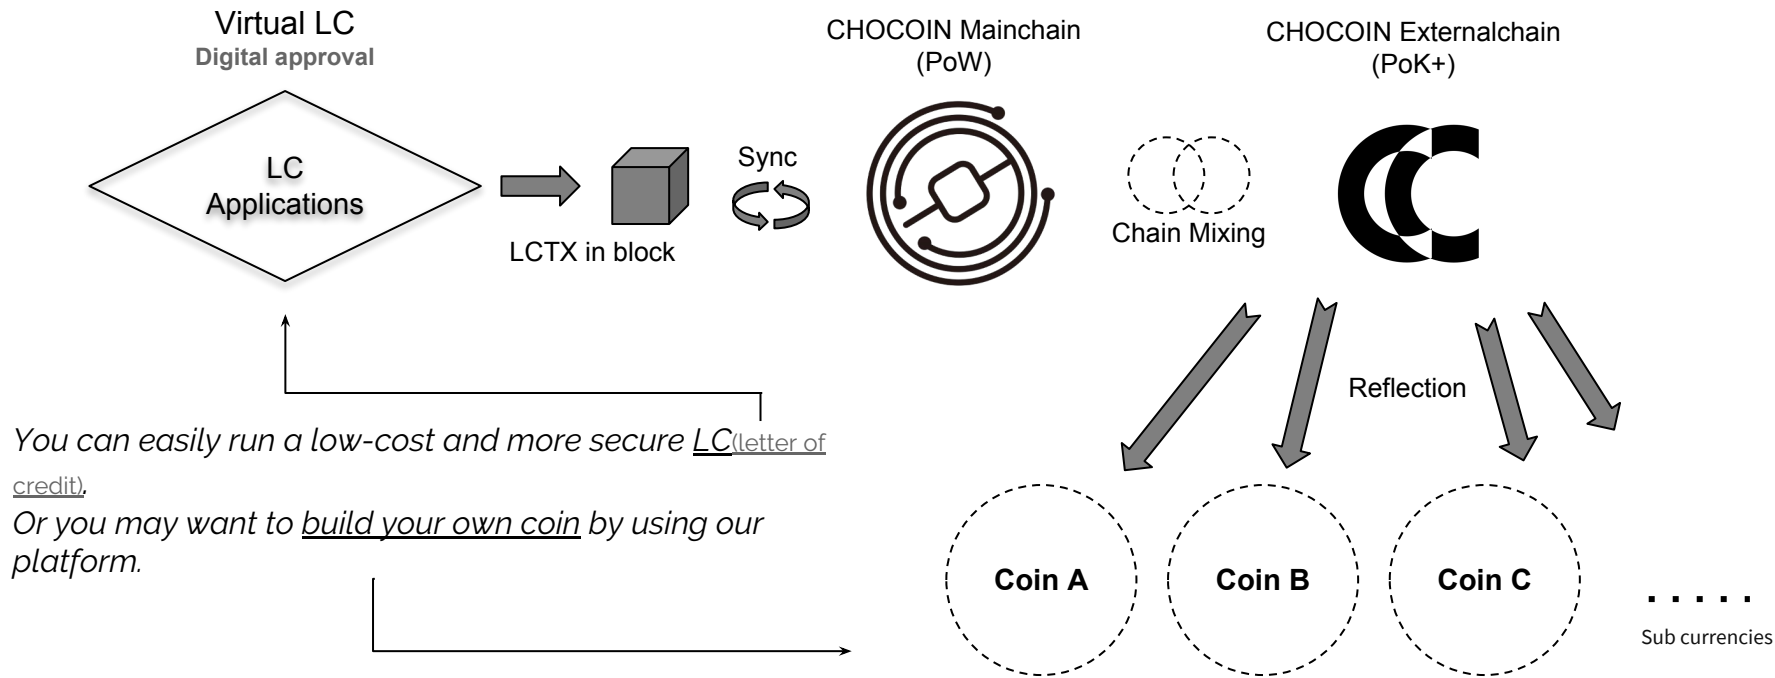 Virtual LC
Digital approval
LC
Applications
LCTX in block
Sync
CHOCOIN Mainchain
(PoW)
Chain Mixing
CHOCOIN Externalchain
(PoK+)
Reflection
You can easily run a low-cost and more secure LC(letter of
credit).
Or you may want to build your own coin by using our
platform.
Coin A
Coin B
Coin C
. . . . .
Sub currencies